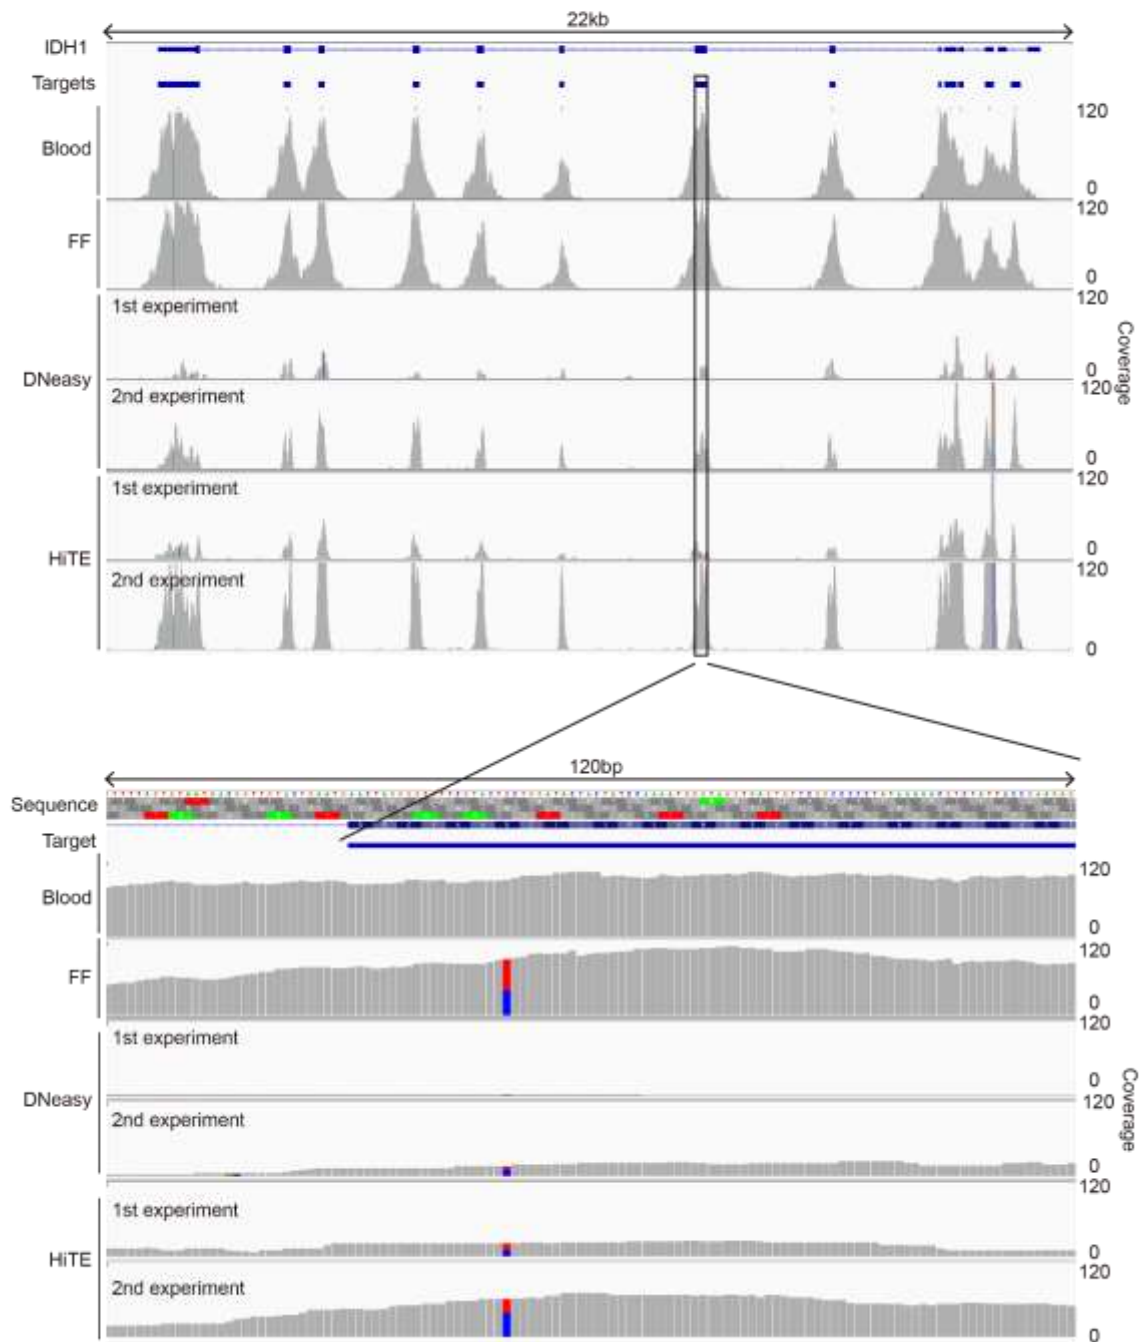 22kb
IDH1
Targets
120
Blood
0
120
FF
0
120
1st experiment
Coverage
0
DNeasy
120
2nd experiment
0
120
1st experiment
0
HiTE
120
2nd experiment
0
120bp
Sequence
Target
120
Blood
0
120
FF
0
120
1st experiment
0
Coverage
DNeasy
120
2nd experiment
0
120
1st experiment
0
HiTE
120
2nd experiment
0